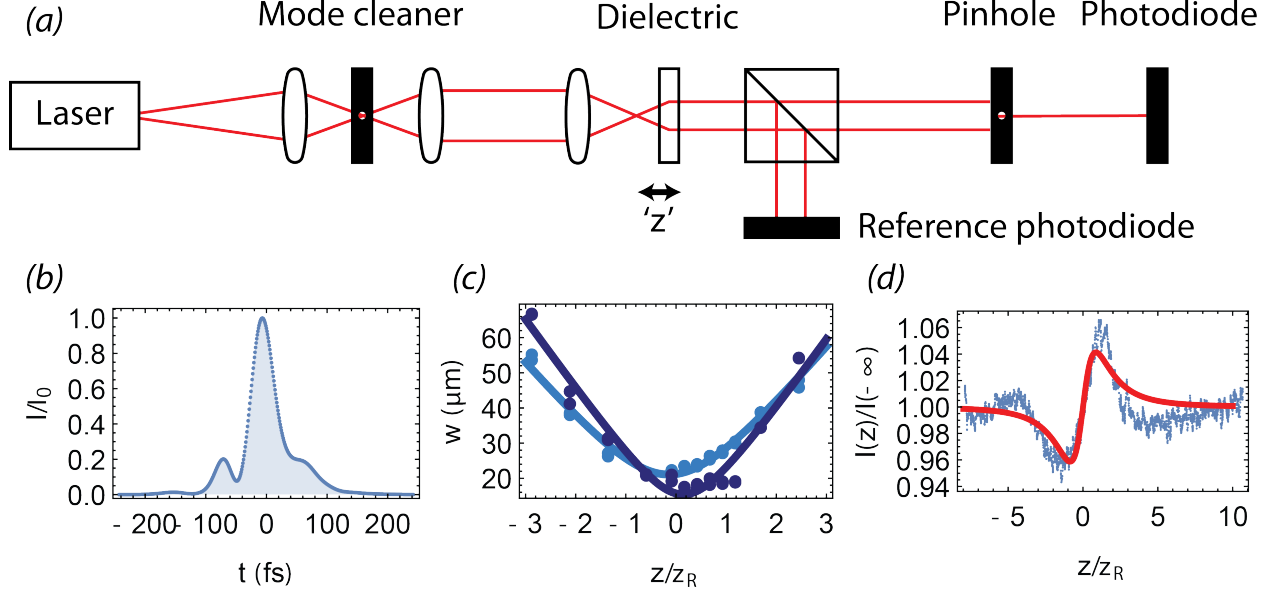 (a)
Mode cleaner
Dielectric
Pinhole
Photodiode
Laser
‘z’
Reference photodiode
(b)
I/I0
1.0
0.8
0.6
0.4
0.2
0.0
- 200
- 100
0
100
200
t (fs)
(c)
w (μm)
60
50
40
30
20
- 3
- 2
- 1
0
1
2
3
z/zR
(d)
I(z)/I(- ∞)
1.06
1.04
1.02
1.00
0.98
0.96
0.94
- 5
0
5
10
z/zR